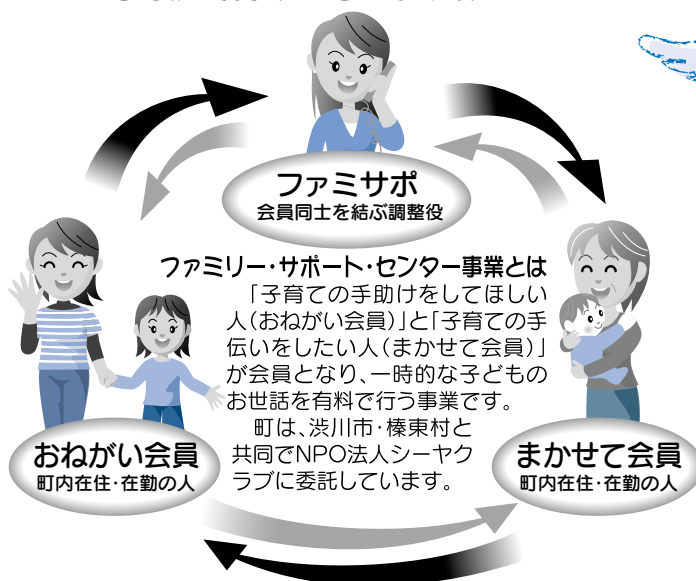 ファミサポ
会員同士を結ぶ調整役
ファミリー・サポート・センター事業とは
「子育ての手助けをしてほしい
人(おねがい会員)」と「子育ての手
伝いをしたい人(まかせて会員)」
が会員となり、一時的な子どもの
お世話を有料で行う事業です。
町は、渋川市・榛東村と
共同でNPO法人シーヤク
ラブに委託しています。
おねがい会員
町内在住・在勤の人
まかせて会員
町内在住・在勤の人